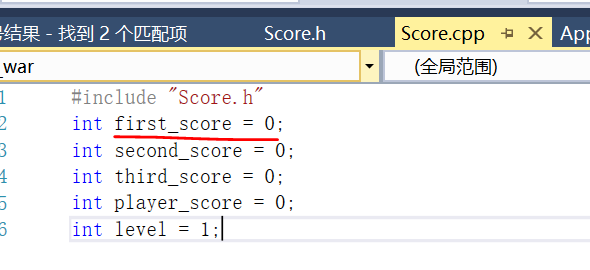 结果 - 找到 2 个匹配项 Score.h Score.cpp App
_war (全局范围)
1 #include "Score.h"
2 int first_score = 0;
3 int second_score = 0;
4 int third_score = 0;
5 int player_score = 0;
6 int level = 1;